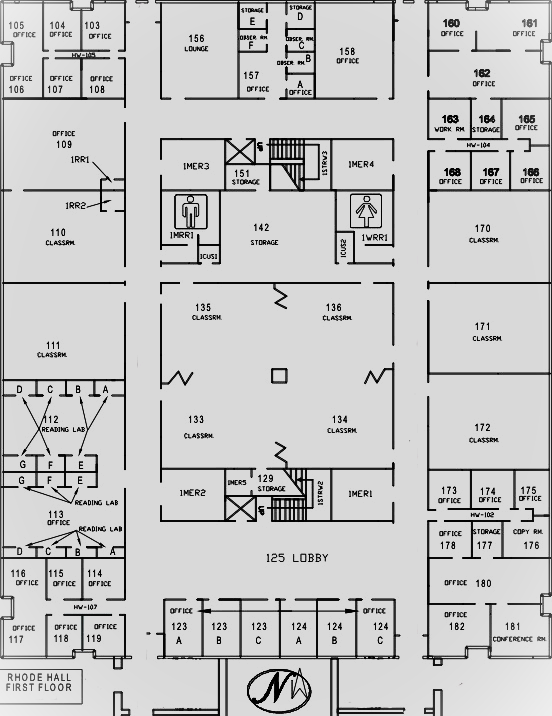 105 104 103
OFFICE OFFICE OFFICE
HW-105
OFFICE OFFICE OFFICE
106 107 108
OFFICE
109
1RR1
1RR2
110
CLASSRM.
111
CLASSRM.
D C B A
112
READING LAB
G F E
G F E
READING LAB
113
OFFICE
READING LAB
D C B A
116 115 114
OFFICE OFFICE OFFICE
HW-107
OFFICE OFFICE OFFICE
117 118 119
RHODE HALL
FIRST FLOOR
156
LOUNGE
STORAGE
E
STORAGE
D
OBSER RM.
F
OBSER. RM.
C
OBSER RM.
B
157
OFFICE
A
OFFICE
158
OFFICE
1MER3
UP
151
STORAGE
1STRW3
1MER4
1MRR1
1CUS1
142
STORAGE
1CUS2
1WRR1
135
CLASSRM.
136
CLASSRM.
133
CLASSRM.
134
CLASSRM.
1MER2
1MER5
129
STORAGE
UP
1STRW2
1MER1
125 LOBBY
OFFICE OFFICE
123 123 123 124 124 124
A B C A B C
N
160 161
OFFICE OFFICE
162
OFFICE
163 164 165
WORK RM. STORAGE OFFICE
HW-104
168 167 166
OFFICE OFFICE OFFICE
170
CLASSRM.
171
CLASSRM.
172
CLASSRM.
173 174 175
OFFICE OFFICE OFFICE
HW-102
OFFICE STORAGE COPY RM.
178 177 176
OFFICE 180
OFFICE
182
181
CONFERENCE RM.